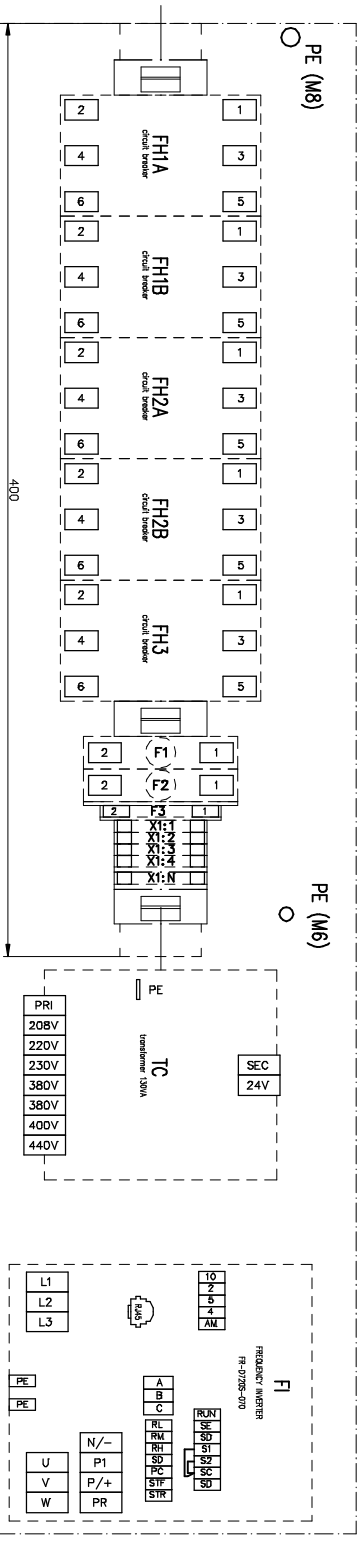 PE (M8)
2
1
4
FH1A
circuit breaker
3
6
5
2
1
4
FH1B
circuit breaker
3
6
5
2
1
4
FH2A
circuit breaker
3
6
5
2
1
4
FH2B
circuit breaker
3
6
5
400
2
1
4
FH3
circuit breaker
3
6
5
2
F1
1
2
F2
1
2
F3
1
X1:1
X1:2
X1:3
X1:4
X1:N
PE (M6)
PE
TC
transformer 130VA
PRI
208V
220V
230V
380V
380V
400V
440V
SEC
24V
FI
FREQUENCY INVERTER
FR-D720S-070
L1
L2
L3
RJ45
10
2
5
4
AM
PE
PE
A
B
C
RL
RM
RH
SD
PC
STF
STR
RUN
SE
SD
S1
S2
SC
SD
N/-
U
P1
V
P/+
W
PR